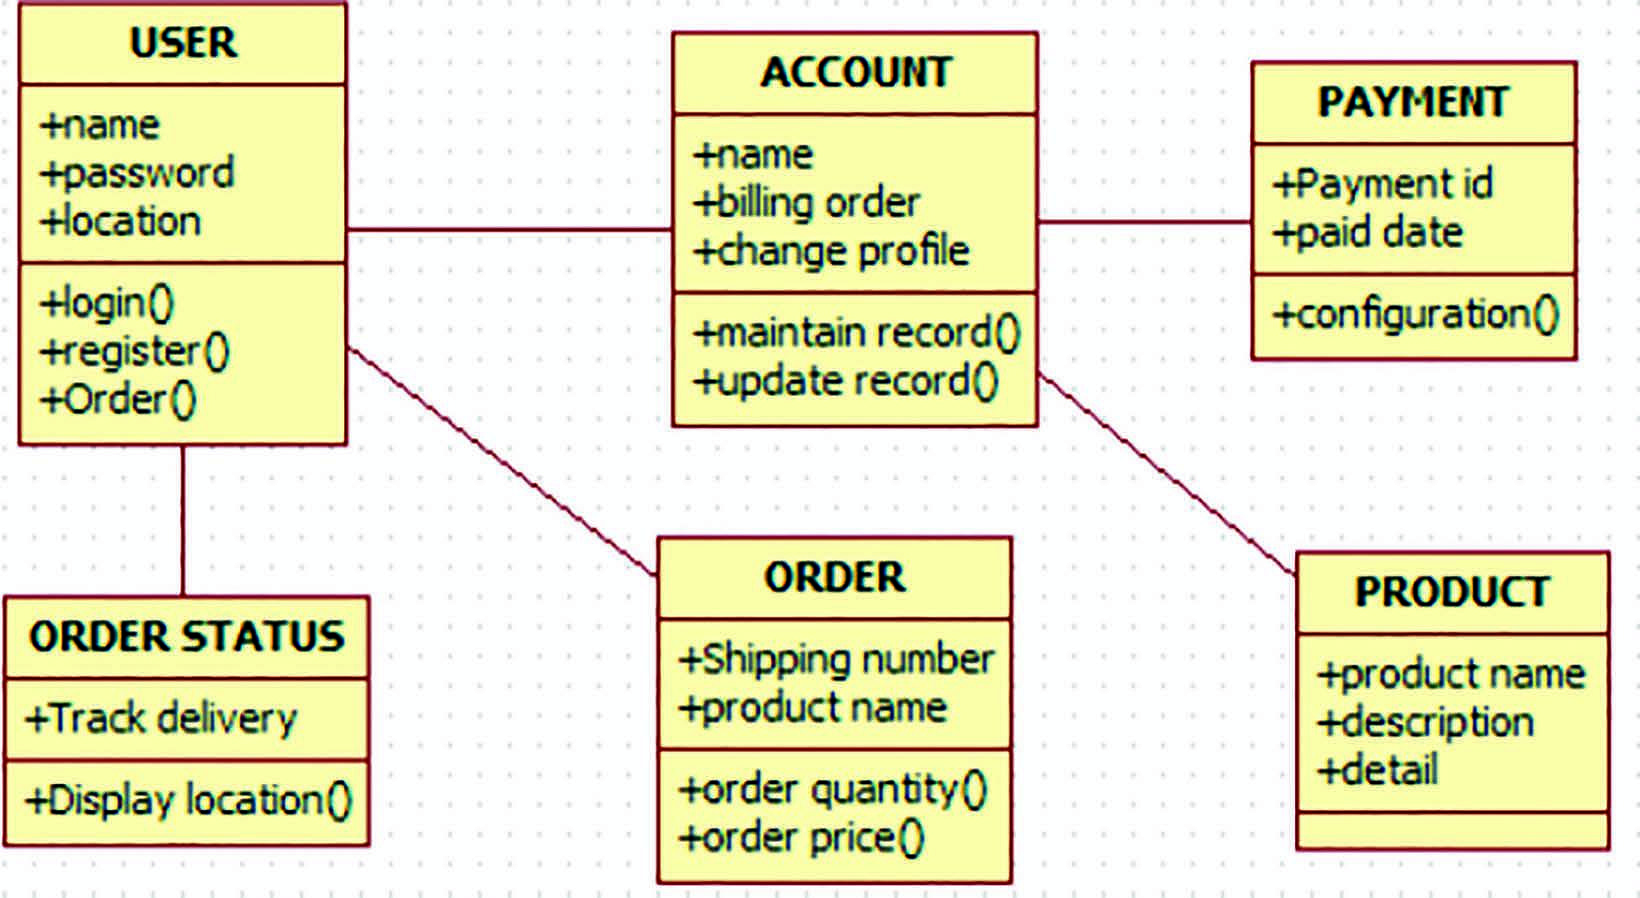 USER
+name
+password
+location
+login()
+register()
+Order()
ACCOUNT
+name
+billing order
+change profile
+maintain record()
+update record()
PAYMENT
+Payment id
+paid date
+configuration()
ORDER STATUS
+Track delivery
+Display location()
ORDER
+Shipping number
+product name
+order quantity()
+order price()
PRODUCT
+product name
+description
+detail